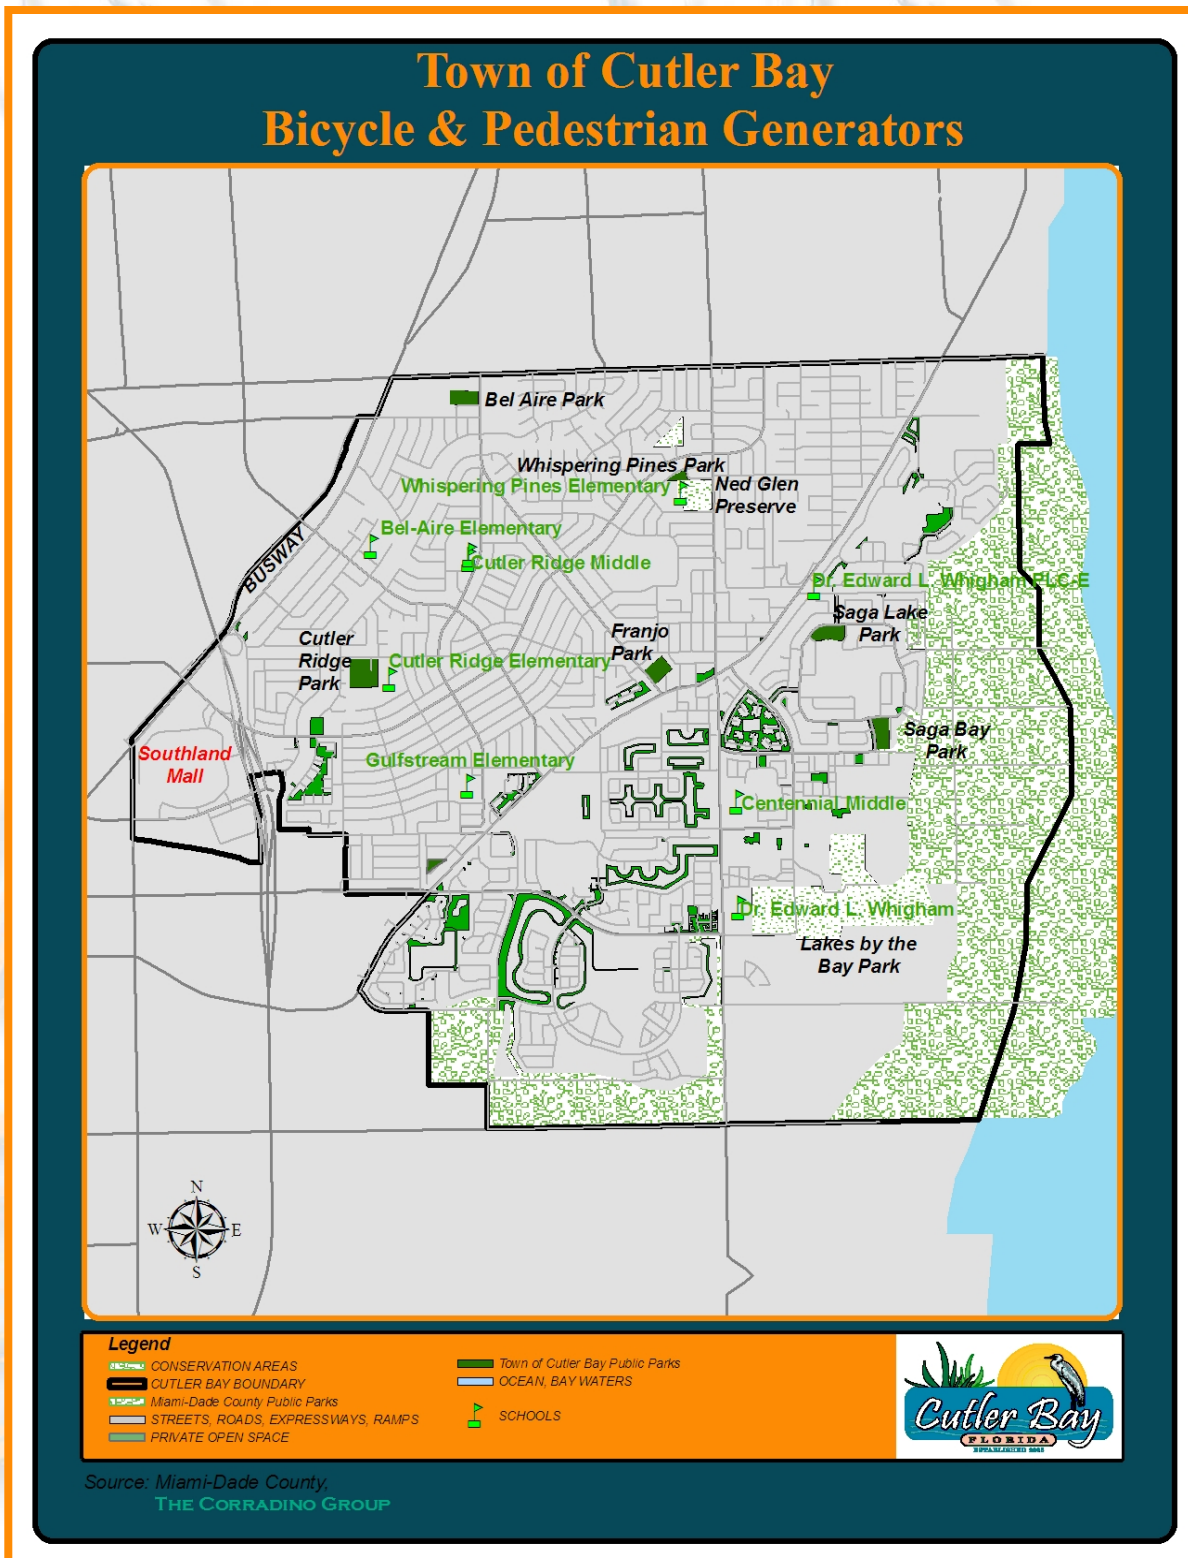 Town of Cutler Bay
Bicycle & Pedestrian Generators
Bel Aire Park
Whispering Pines Park
Whispering Pines Elementary
Ned Glen
Preserve
Bel-Aire Elementary
Cutler Ridge Middle
BUSWAY
Dr. Edward L. Whigham PLC-E
Saga Lake
Park
Franjo
Park
Cutler
Ridge
Park
Cutler Ridge Elementary
Saga Bay
Park
Southland
Mall
Gulfstream Elementary
Centennial Middle
Dr. Edward L. Whigham
Lakes by the
Bay Park
N
W
E
S
Legend
CONSERVATION AREAS
CUTLER BAY BOUNDARY
Miami-Dade County Public Parks
STREETS, ROADS, EXPRESSWAYS, RAMPS
PRIVATE OPEN SPACE
Town of Cutler Bay Public Parks
OCEAN, BAY WATERS
SCHOOLS
Cutler Bay
FLORIDA
ESTABLISHED 2005
Source: Miami-Dade County,
THE CORRADINO GROUP